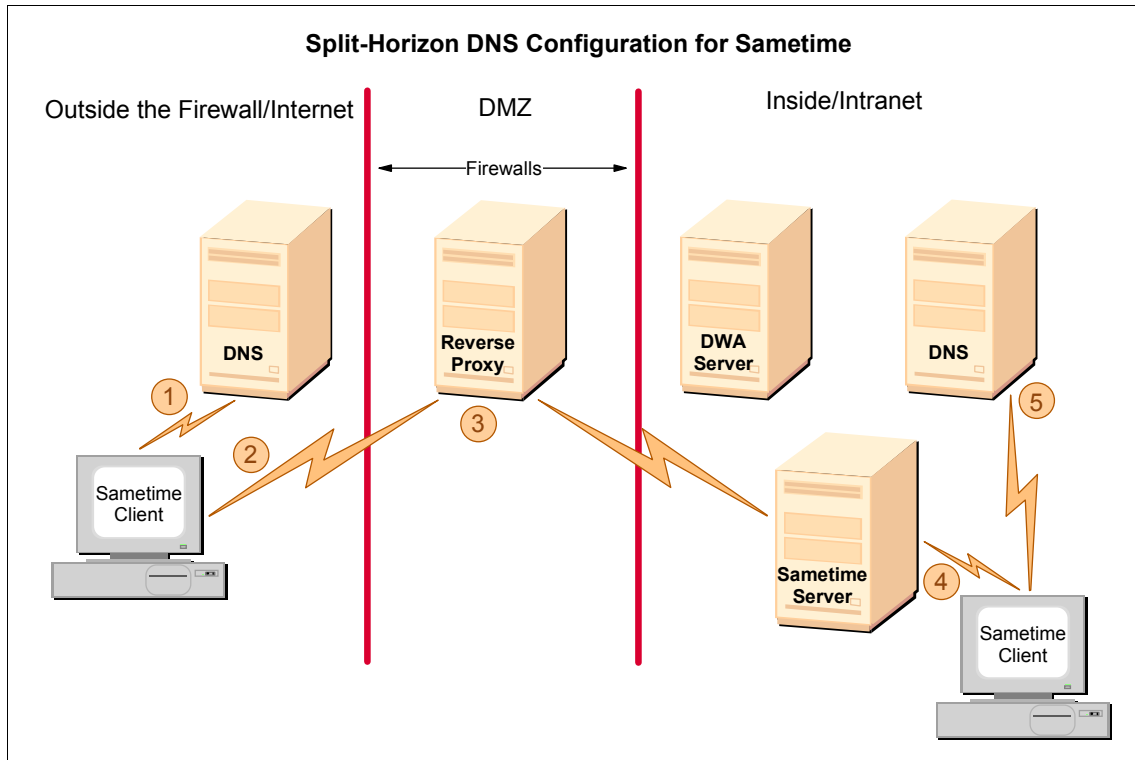 Split-Horizon DNS Configuration for Sametime
Outside the Firewall/Internet
DMZ
Inside/Intranet
Firewalls
DNS
Reverse
Proxy
DWA
Server
DNS
1
2
3
5
Sametime
Client
Sametime
Server
4
Sametime
Client